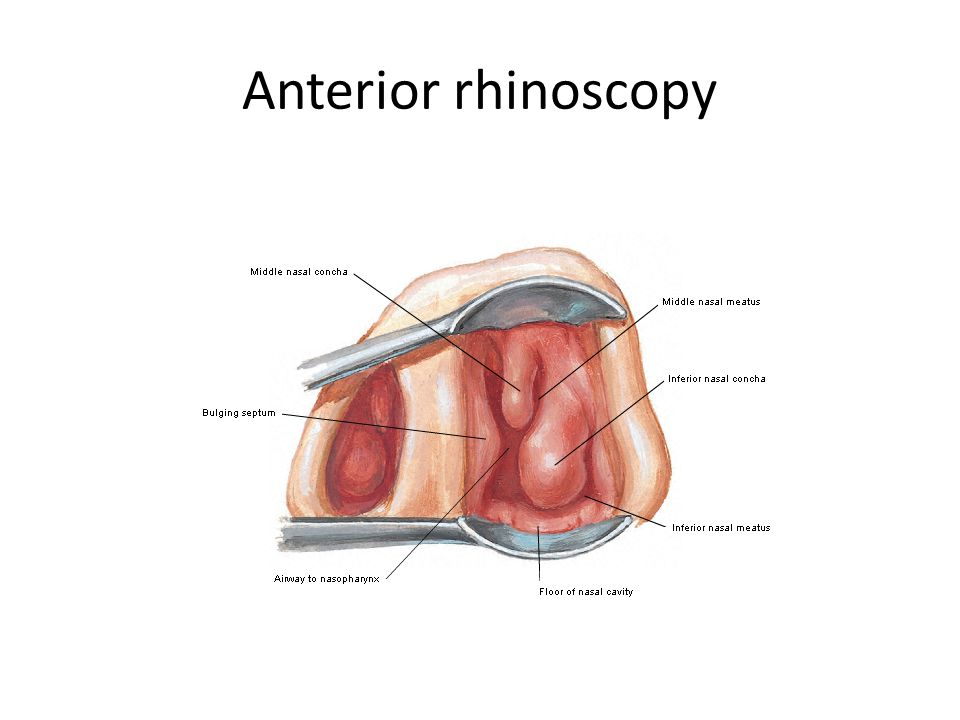 Anterior rhinoscopy
Middle nasal concha
Middle nasal meatus
Inferior nasal concha
Bulging septum
Inferior nasal meatus
Airway to nasopharynx
Floor of nasal cavity